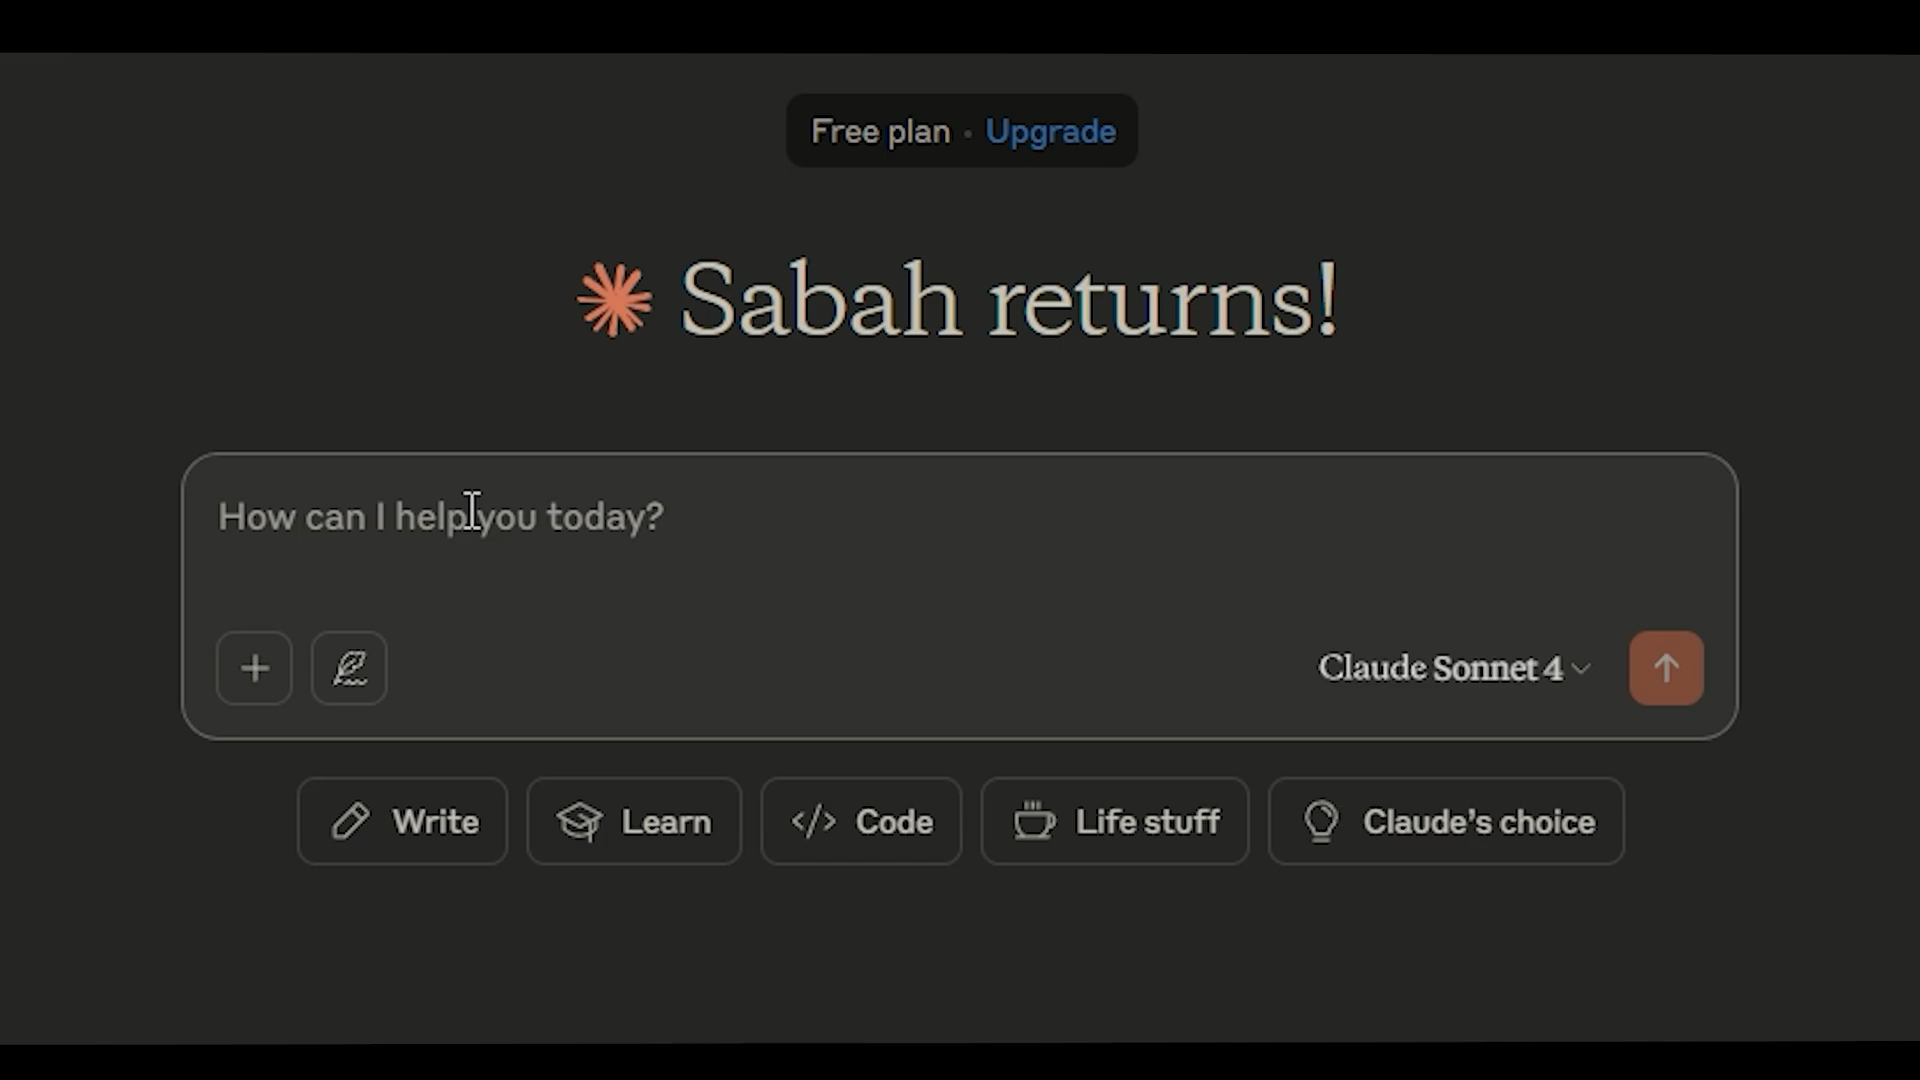 Free plan · Upgrade
Sabah returns!
How can I help you today?
Claude Sonnet 4
Write
Learn
Code
Life stuff
Claude's choice